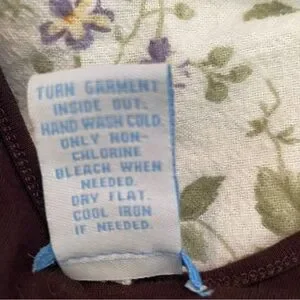 TURN GARMENT
INSIDE OUT.
HAND WASH COLD.
ONLY NON-
CHLORINE
BLEACH WHEN
NEEDED.
DRY FLAT.
COOL IRON
IF NEEDED.